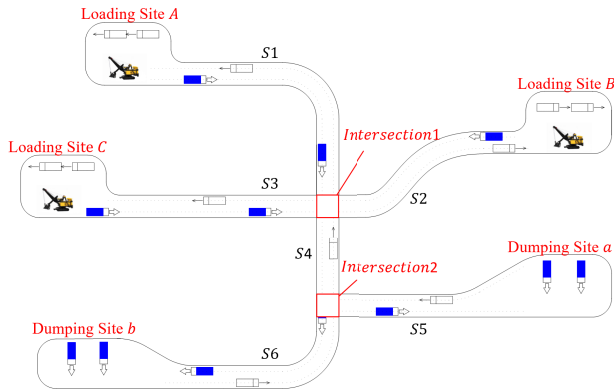 Loading Site A
S1
Loading Site B
Intersection1
Loading Site C
S3
S2
S4
Dumping Site a
Intersection2
Dumping Site b
S5
S6